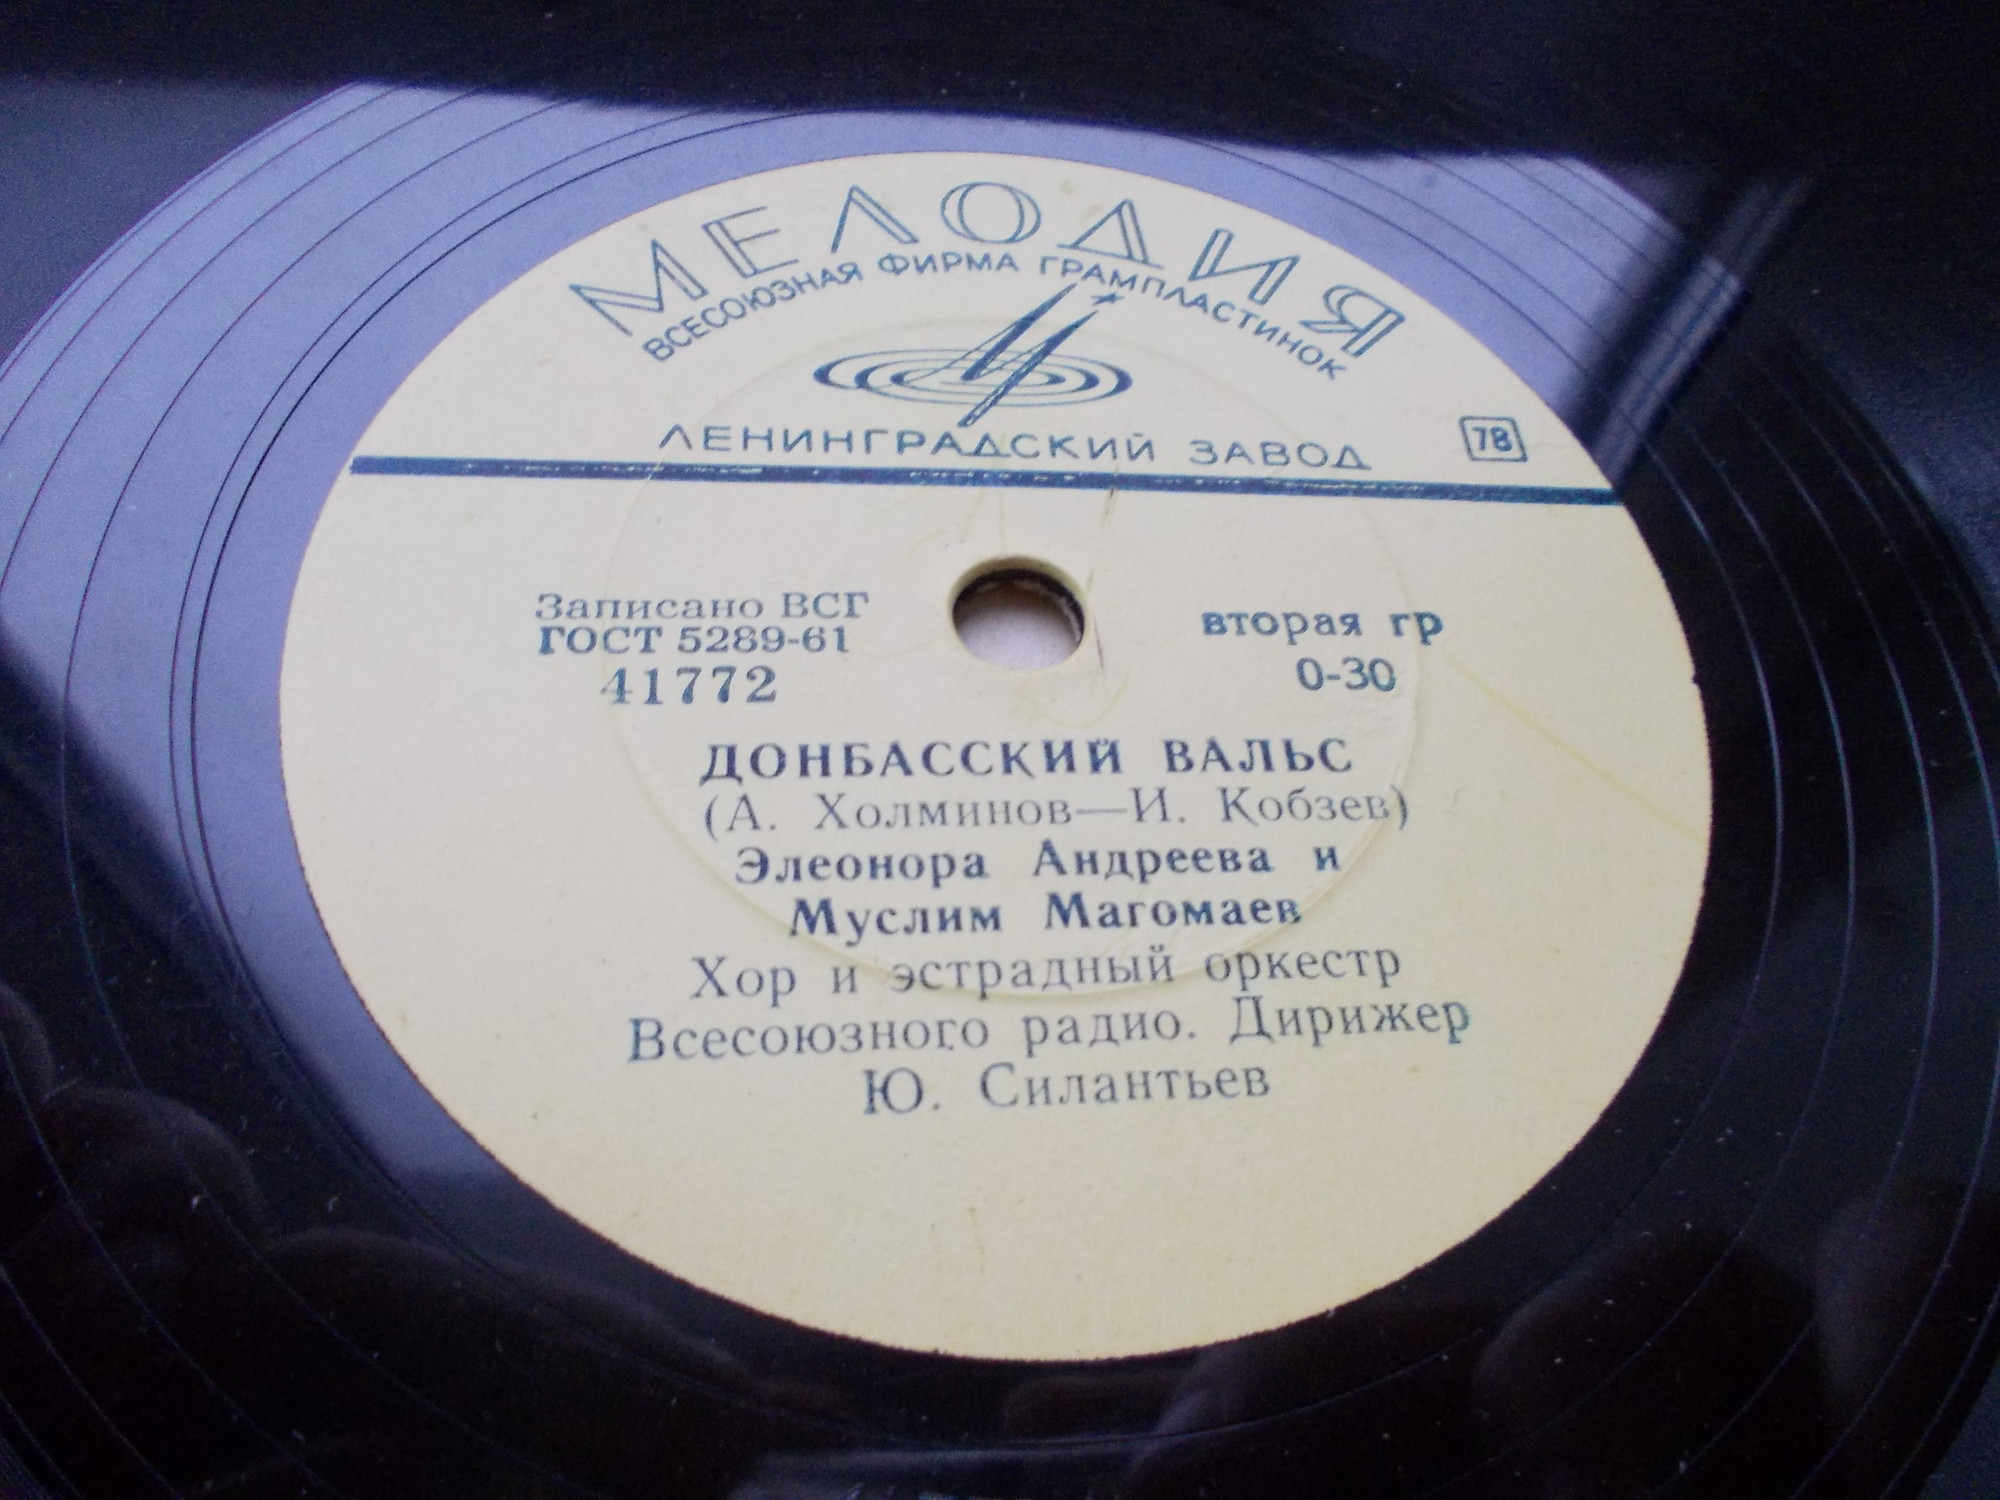 МЕЛОДИЯ
ВСЕСОЮЗНАЯ ФИРМА ГРАМПЛАСТИНОК
ЛЕНИНГРАДСКИЙ ЗАВОД
78
Записано ВСГ
ГОСТ 5289-61
41772
вторая гр
0-30
ДОНБАССКИЙ ВАЛЬС
(А. Холминов—И. Кобзев)
Элеонора Андреева и
Муслим Магомаев
Хор и эстрадный оркестр
Всесоюзного радио. Дирижер
Ю. Силантьев